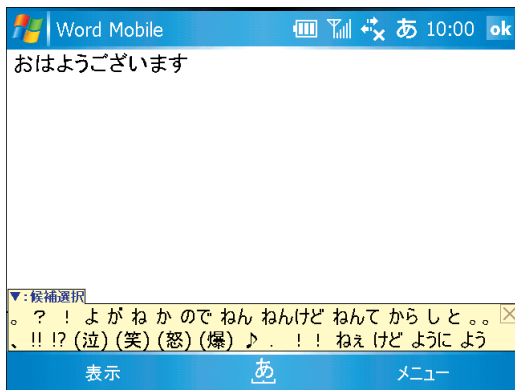 Word Mobile あ 10:00 ok
おはようございます
▼:候補選択
。 ? ! よ が ね か ので ねん ねんけど ねんて から し と 。。
、 !! !? (泣) (笑) (怒) (爆) ♪ . ! ! ねぇ けど ように よう
表示 あ メニュー